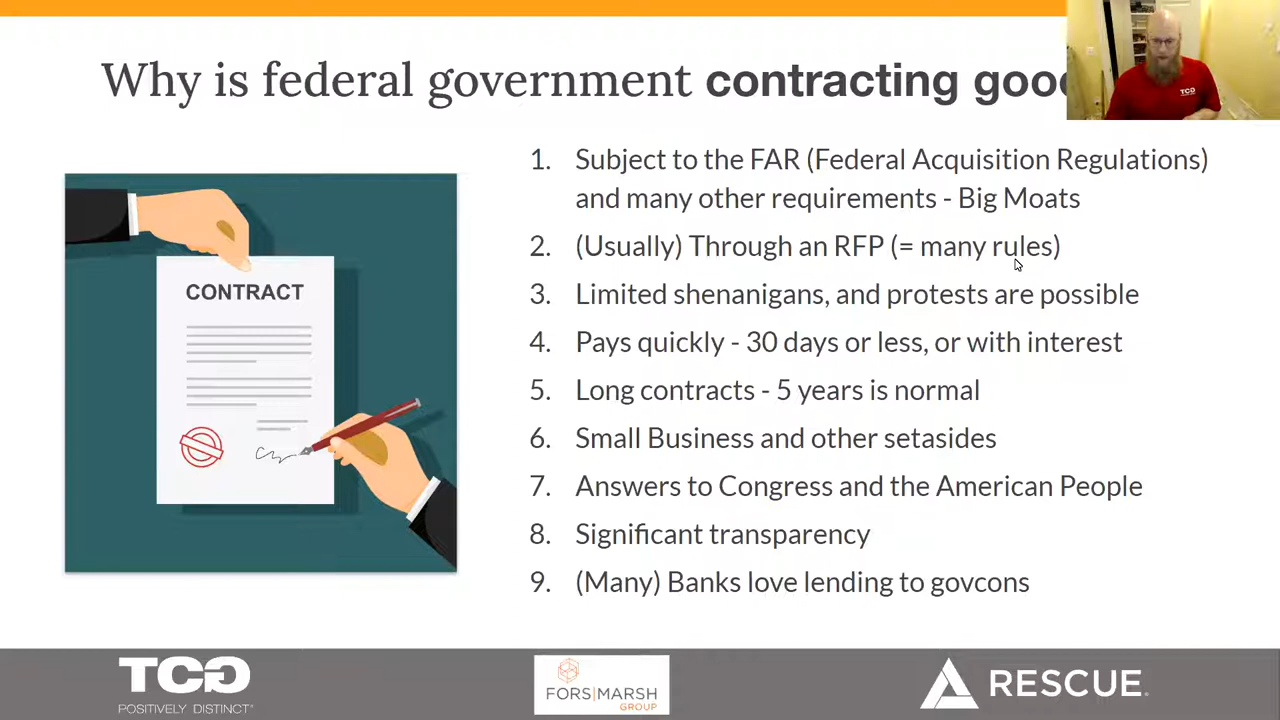 Why is federal government contracting good
TCG
1. Subject to the FAR (Federal Acquisition Regulations)
and many other requirements - Big Moats
2. (Usually) Through an RFP (= many rules)
3. Limited shenanigans, and protests are possible
4. Pays quickly - 30 days or less, or with interest
5. Long contracts - 5 years is normal
6. Small Business and other setasides
7. Answers to Congress and the American People
8. Significant transparency
9. (Many) Banks love lending to govcons
CONTRACT
TCG
POSITIVELY DISTINCT
FORS|MARSH
GROUP
RESCUE